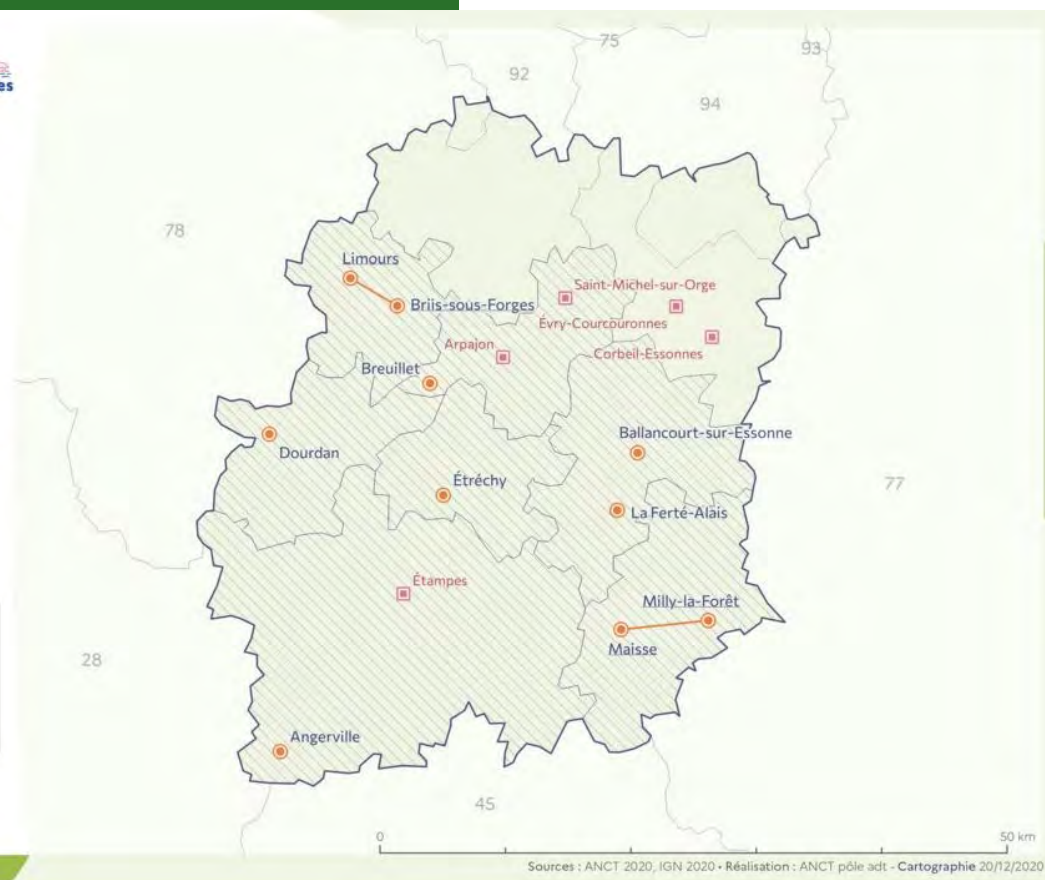 75
93
92
94
es
78
Limours
Briis-sous-Forges
Saint-Michel-sur-Orge
Évry-Courcouronnes
Arpajon
Corbeil-Essonnes
Breuillet
Dourdan
Ballancourt-sur-Essonne
Étréchy
77
La Ferté-Alais
Étampes
Milly-la-Forêt
Maisse
28
Angerville
45
0
50 km
Sources : ANCT 2020, IGN 2020 • Réalisation : ANCT pôle adt - Cartographie 20/12/2020